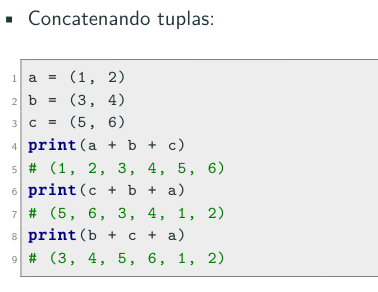 ▪ Concatenando tuplas:
1 a = (1, 2)
2 b = (3, 4)
3 c = (5, 6)
4 print(a + b + c)
5 # (1, 2, 3, 4, 5, 6)
6 print(c + b + a)
7 # (5, 6, 3, 4, 1, 2)
8 print(b + c + a)
9 # (3, 4, 5, 6, 1, 2)